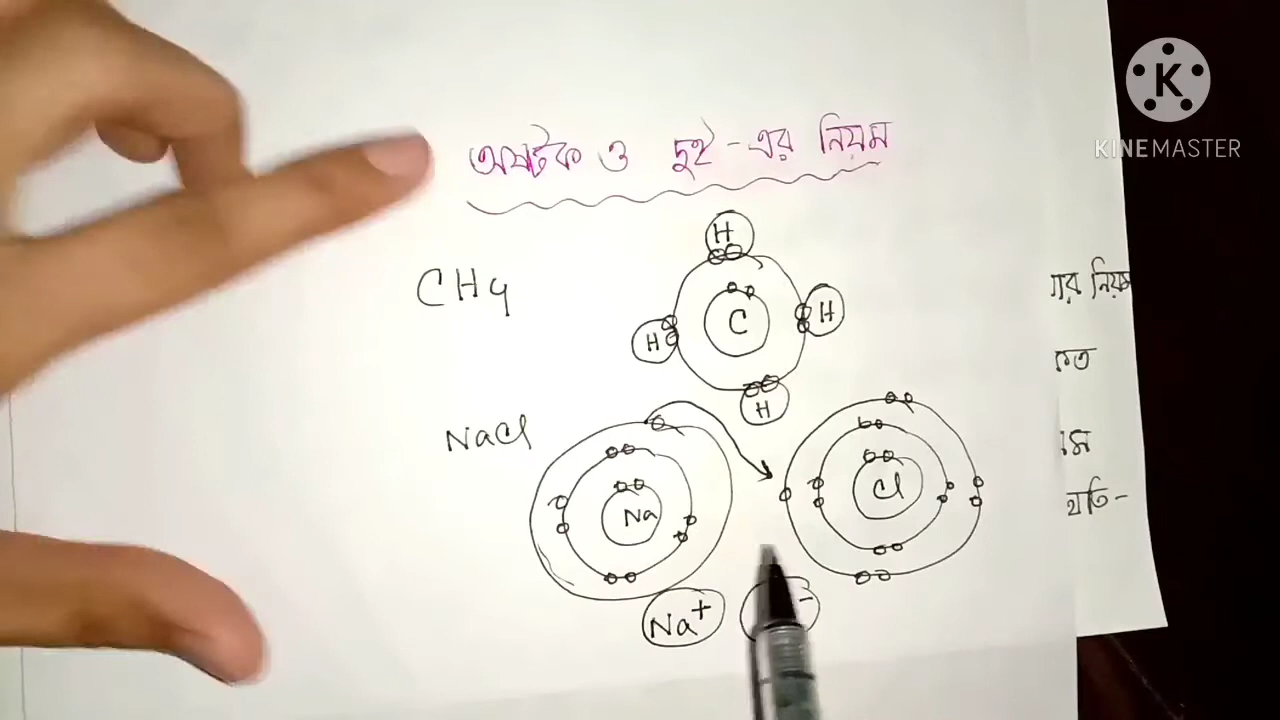 অষ্টক ও দুই-এর নিয়ম
CH4
H
C
H
H
H
NaCl
Na
Cl
Na+
-
নিয়ম
K
KINEMASTER